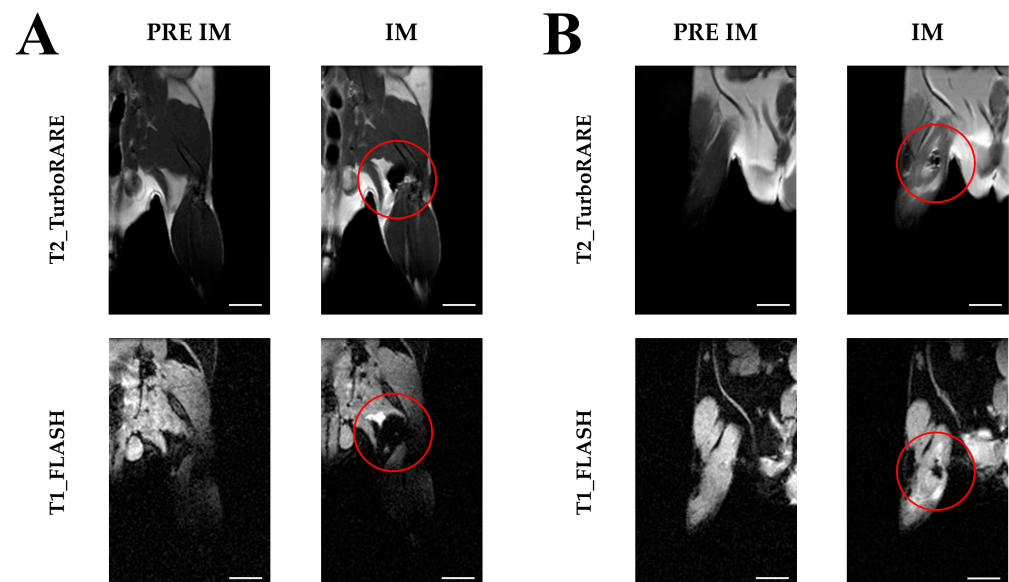 A
PRE IM
IM
B
PRE IM
IM
T2_TurboRARE
T2_TurboRARE
T1_FLASH
T1_FLASH